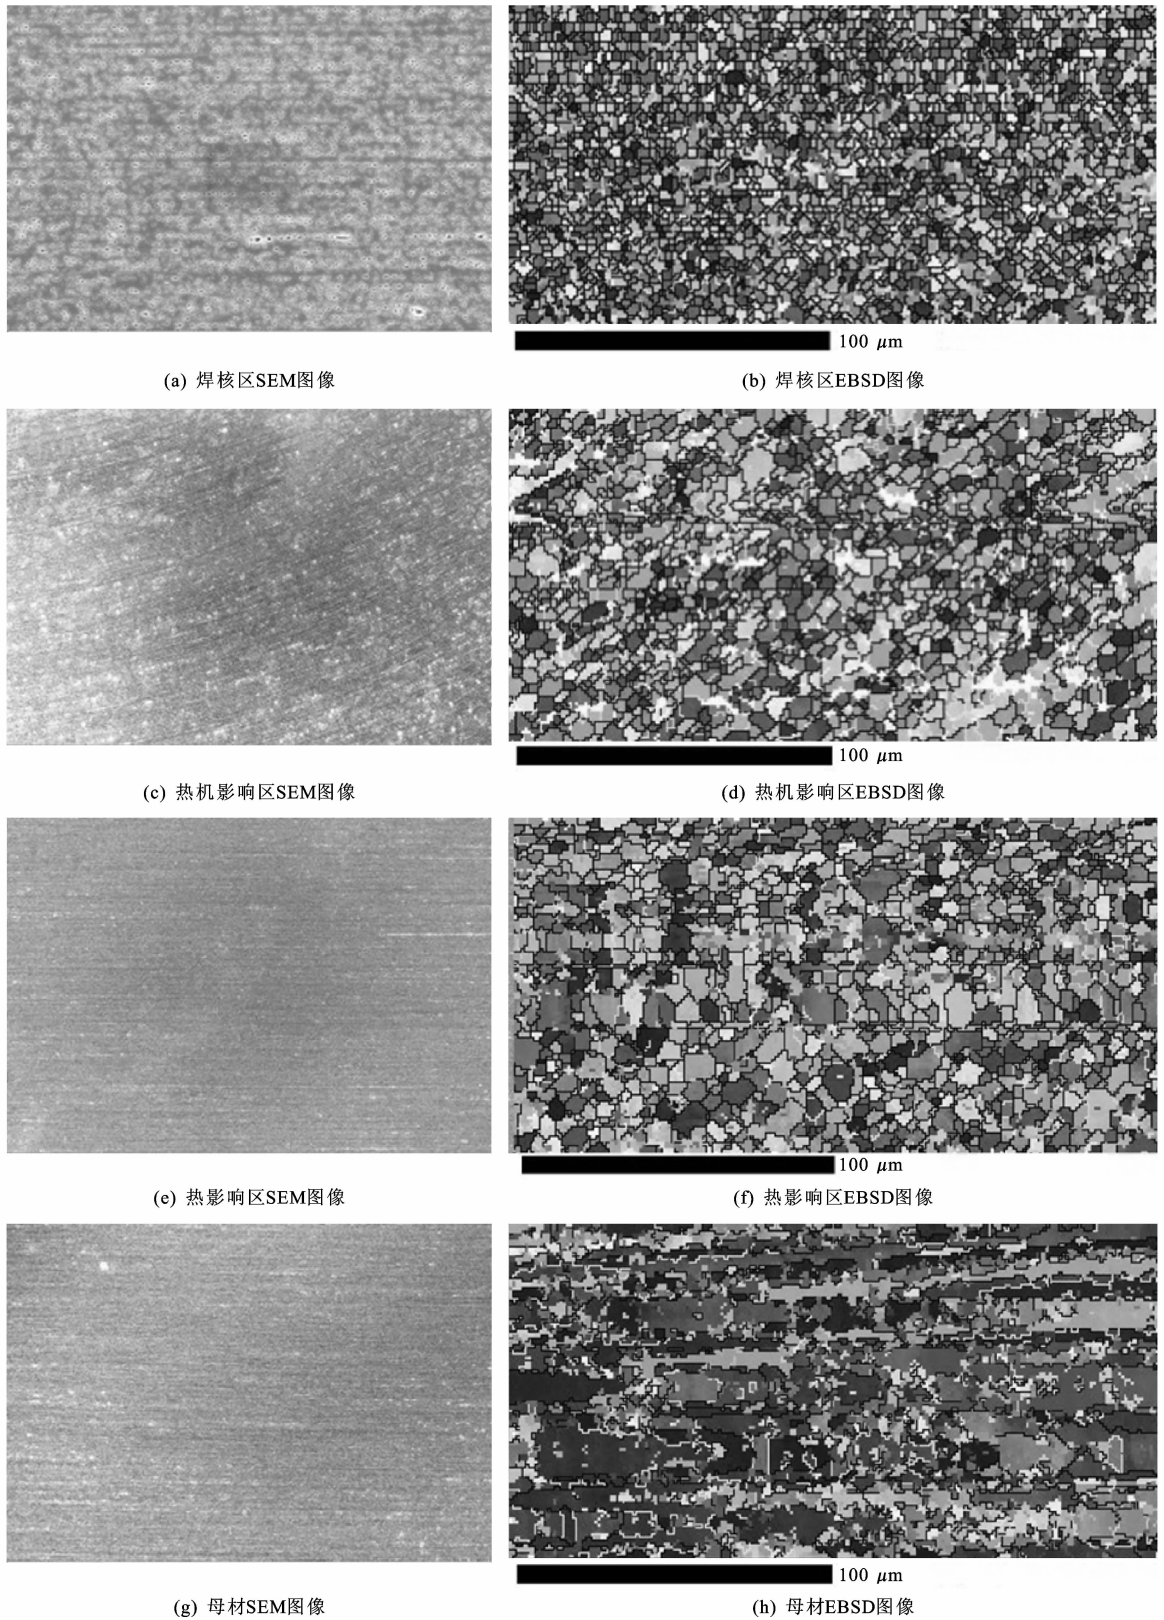 100 μm
(a) 焊核区SEM图像
(b) 焊核区EBSD图像
100 μm
(c) 热机影响区SEM图像
(d) 热机影响区EBSD图像
100 μm
(e) 热影响区SEM图像
(f) 热影响区EBSD图像
100 μm
(g) 母材SEM图像
(h) 母材EBSD图像